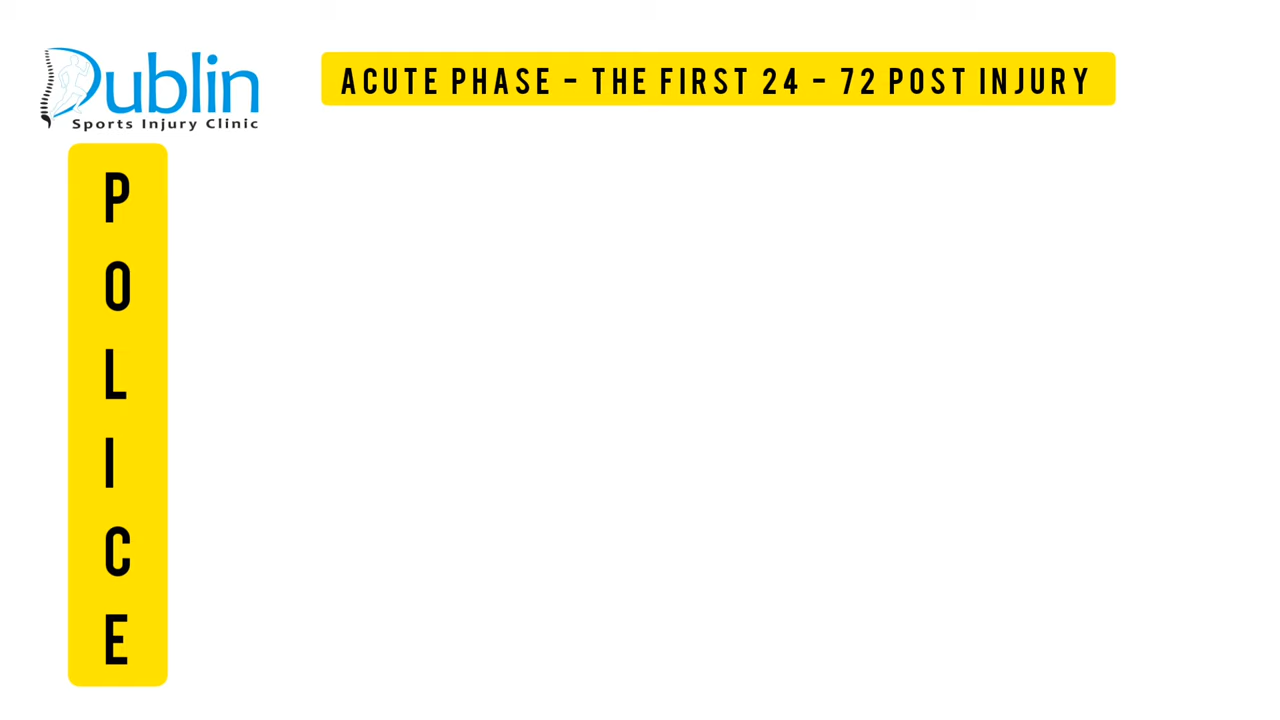 Dublin
Sports Injury Clinic
ACUTE PHASE – THE FIRST 24 – 72 POST INJURY
P
O
L
I
C
E